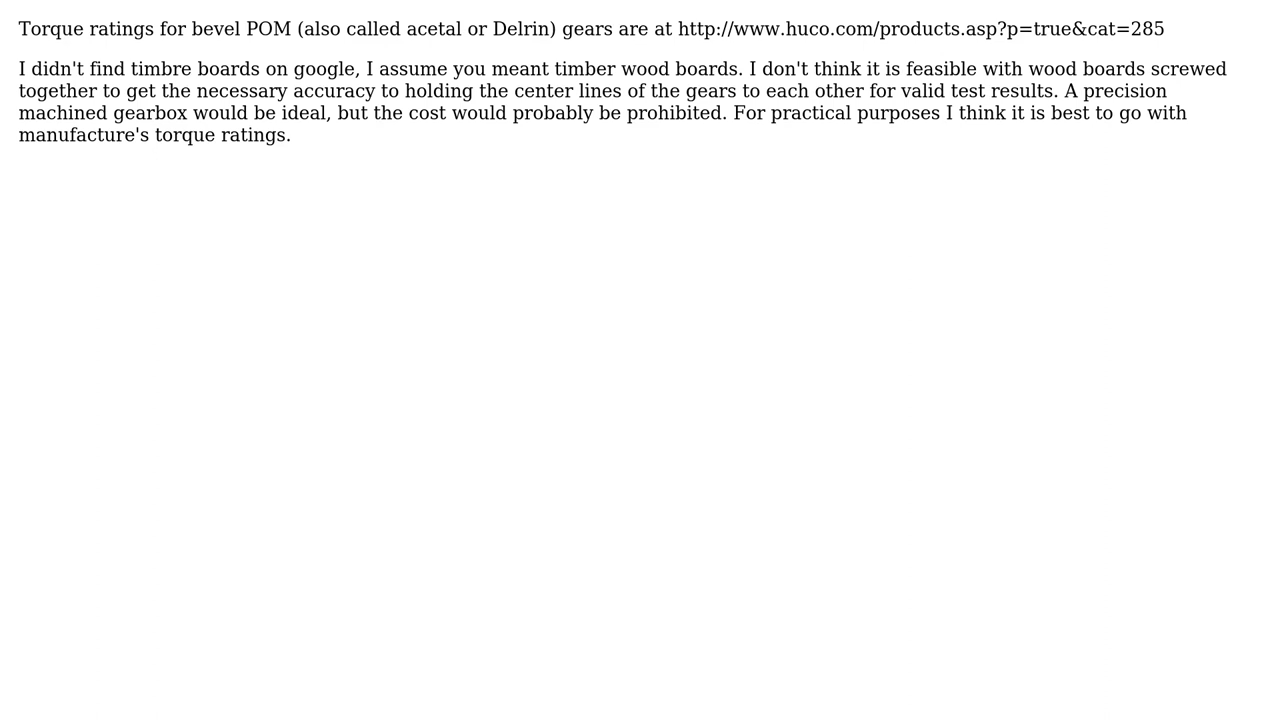 Torque ratings for bevel POM (also called acetal or Delrin) gears are at http://www.huco.com/products.asp?p=true&cat=285
I didn't find timbre boards on google, I assume you meant timber wood boards. I don't think it is feasible with wood boards screwed
together to get the necessary accuracy to holding the center lines of the gears to each other for valid test results. A precision
machined gearbox would be ideal, but the cost would probably be prohibited. For practical purposes I think it is best to go with
manufacture's torque ratings.